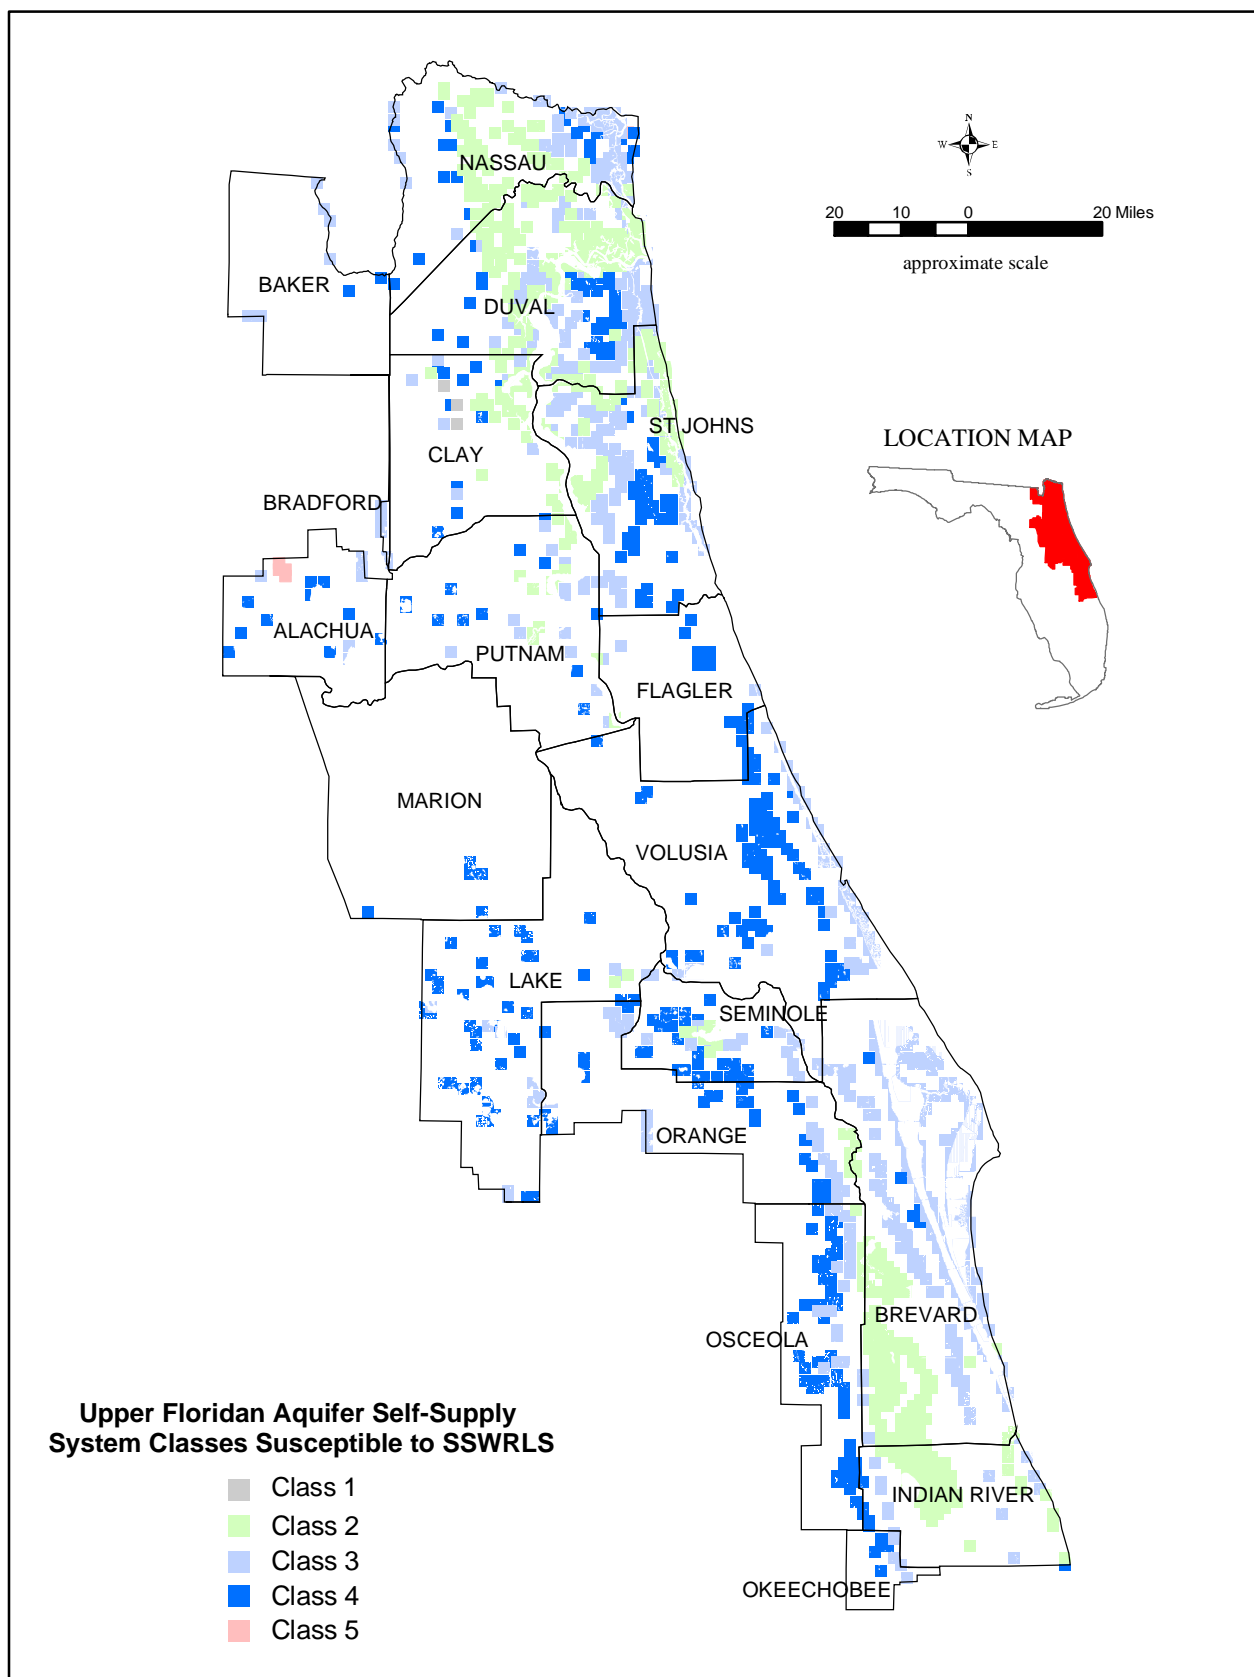 N
W E
S
20 10 0 20 Miles
approximate scale
NASSAU
BAKER
DUVAL
ST JOHNS
LOCATION MAP
CLAY
BRADFORD
ALACHUA
PUTNAM
FLAGLER
MARION
VOLUSIA
LAKE
SEMINOLE
ORANGE
BREVARD
OSCEOLA
INDIAN RIVER
OKEECHOBEE
Upper Floridan Aquifer Self-Supply
System Classes Susceptible to SSWRLS
Class 1
Class 2
Class 3
Class 4
Class 5